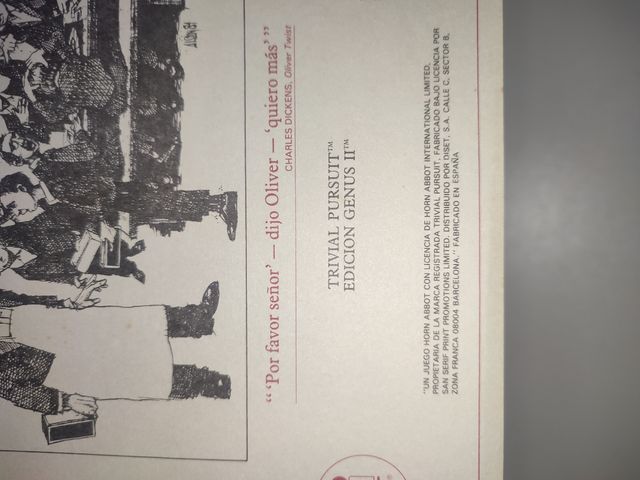 “ ‘Por favor señor’ — dijo Oliver — ‘quiero más’ ”
CHARLES DICKENS, Oliver Twist
TRIVIAL PURSUIT™
EDICION GENUS II™
"UN JUEGO HORN ABBOT CON LICENCIA DE HORN ABBOT INTERNATIONAL LIMITED,
PROPIETARIA DE LA MARCA REGISTRADA TRIVIAL PURSUIT. FABRICADO BAJO LICENCIA POR
SAN SERIF PRINT PROMOTIONS LIMITED. DISTRIBUIDO POR DISET, S.A. CALLE C, SECTOR B,
ZONA FRANCA 08004 BARCELONA." FABRICADO EN ESPAÑA